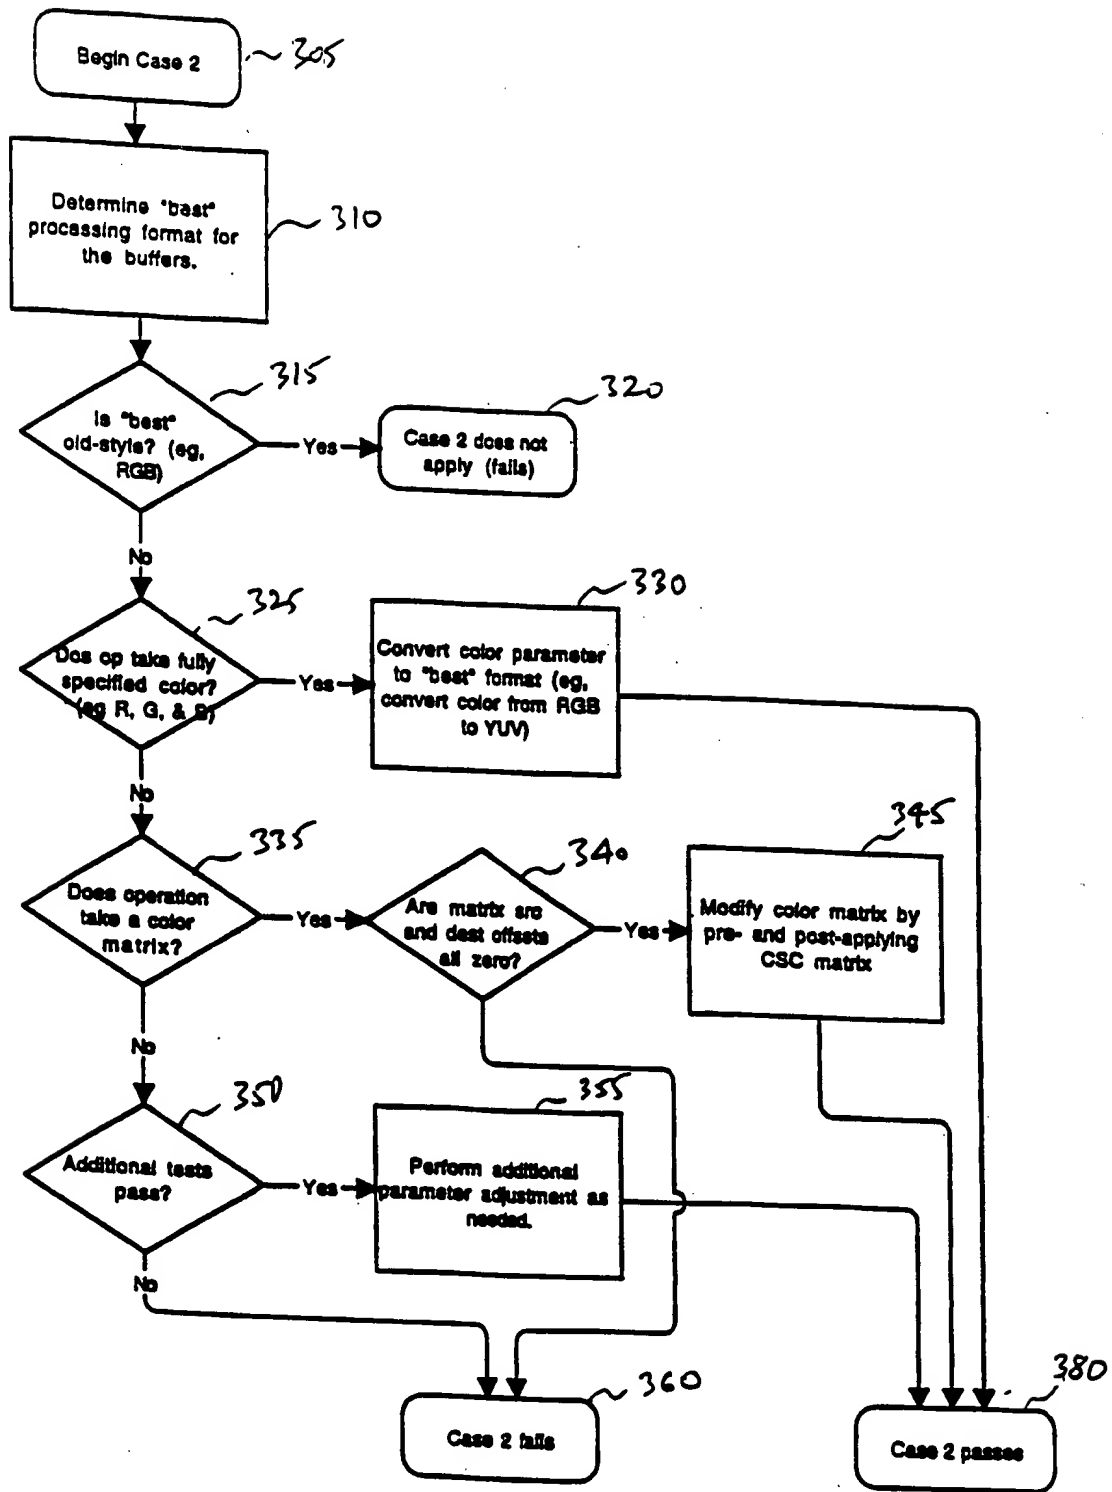 Begin Case 2
305
Determine "best"
processing format for
the buffers.
310
315
Is "best"
old-style? (eg,
RGB)
Yes
320
Case 2 does not
apply (fails)
No
325
Dos op take fully
specified color?
(eg R, G, & B)
Yes
330
Convert color parameter
to "best" format (eg,
convert color from RGB
to YUV)
No
335
Does operation
take a color
matrix?
Yes
340
Are matrix src
and dest offsets
all zero?
Yes
345
Modify color matrix by
pre- and post-applying
CSC matrix
No
350
Additional tests
pass?
Yes
355
Perform additional
parameter adjustment as
needed.
No
360
Case 2 fails
380
Case 2 passes